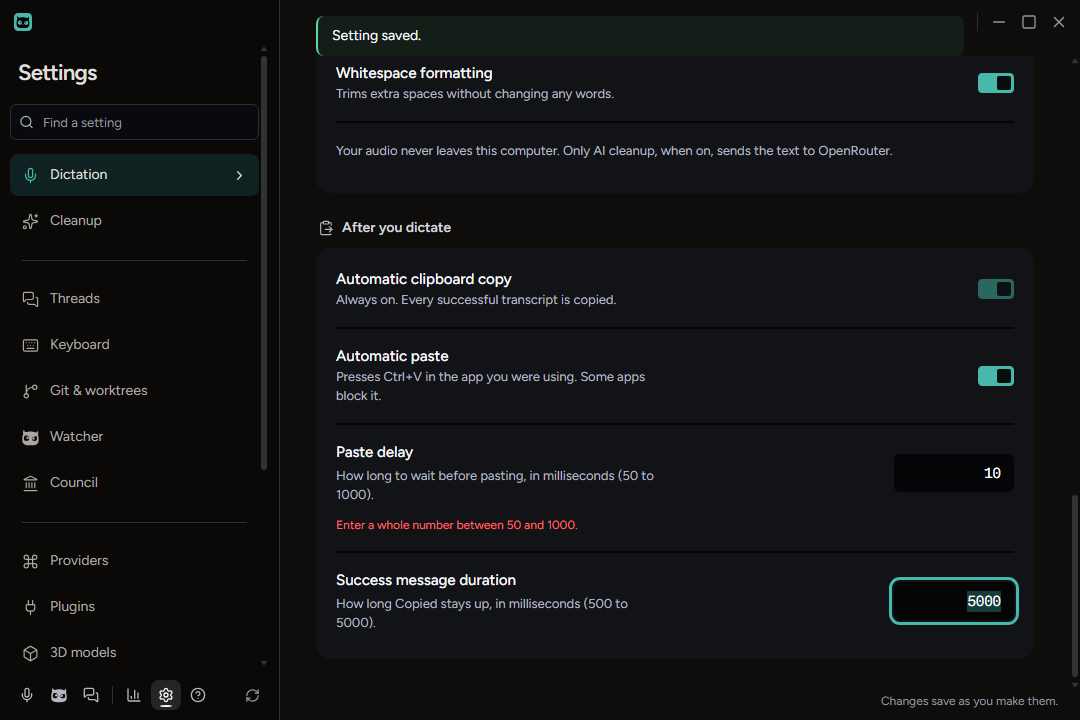 Settings
Find a setting
Dictation
Cleanup
Threads
Keyboard
Git & worktrees
Watcher
Council
Providers
Plugins
3D models
Setting saved.
Whitespace formatting
Trims extra spaces without changing any words.
Your audio never leaves this computer. Only AI cleanup, when on, sends the text to OpenRouter.
After you dictate
Automatic clipboard copy
Always on. Every successful transcript is copied.
Automatic paste
Presses Ctrl+V in the app you were using. Some apps
block it.
Paste delay
How long to wait before pasting, in milliseconds (50 to
1000).
10
Enter a whole number between 50 and 1000.
Success message duration
How long Copied stays up, in milliseconds (500 to
5000).
5000
Changes save as you make them.